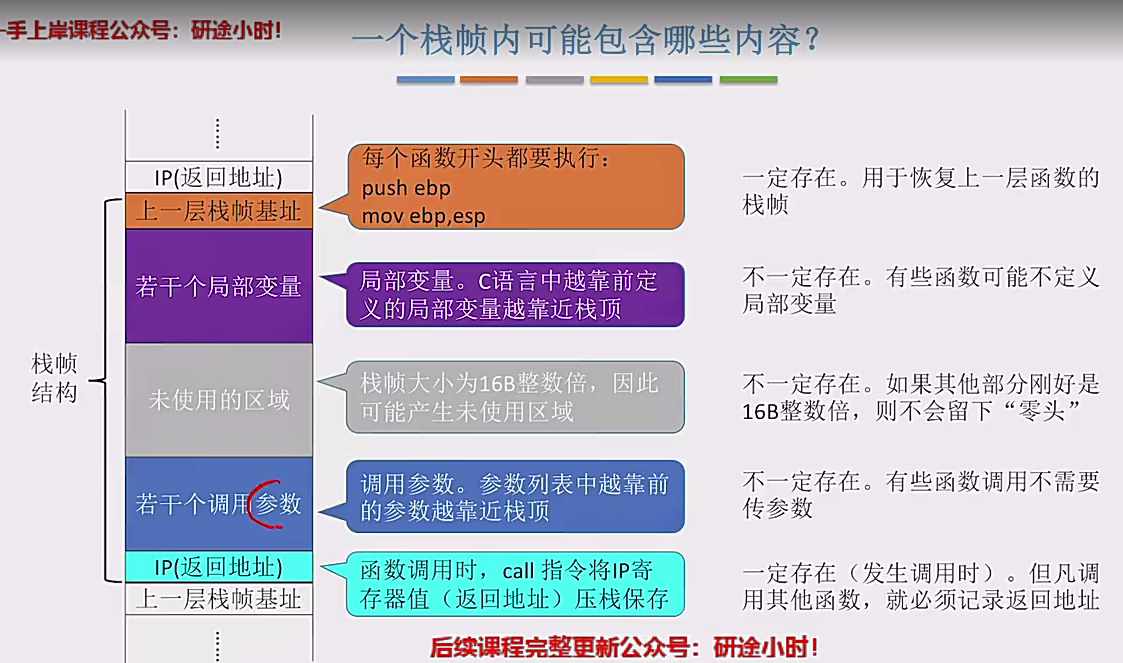 一手上岸课程公众号：研途小时!
一个栈帧内可能包含哪些内容？
IP(返回地址)
上一层栈帧基址
每个函数开头都要执行：
push ebp
mov ebp,esp
一定存在。用于恢复上一层函数的
栈帧
若干个局部变量
局部变量。C语言中越靠前定
义的局部变量越靠近栈顶
不一定存在。有些函数可能不定义
局部变量
栈帧
结构
未使用的区域
栈帧大小为16B整数倍，因此
可能产生未使用区域
不一定存在。如果其他部分刚好是
16B整数倍，则不会留下“零头”
若干个调用参数
调用参数。参数列表中越靠前
的参数越靠近栈顶
不一定存在。有些函数调用不需要
传参数
IP(返回地址)
上一层栈帧基址
函数调用时，call 指令将IP寄
存器值（返回地址）压栈保存
一定存在（发生调用时）。但凡调
用其他函数，就必须记录返回地址
后续课程完整更新公众号：研途小时!